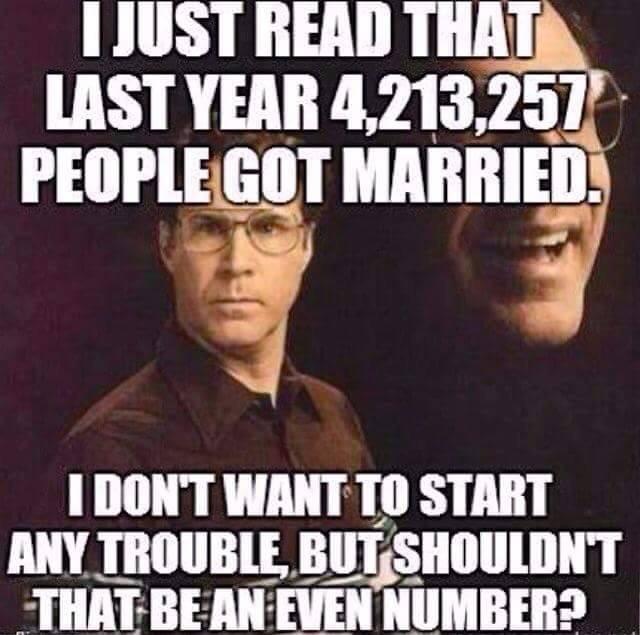 I JUST READ THAT
LAST YEAR 4,213,257
PEOPLE GOT MARRIED.
I DON'T WANT TO START
ANY TROUBLE, BUT SHOULDN'T
THAT BE AN EVEN NUMBER?